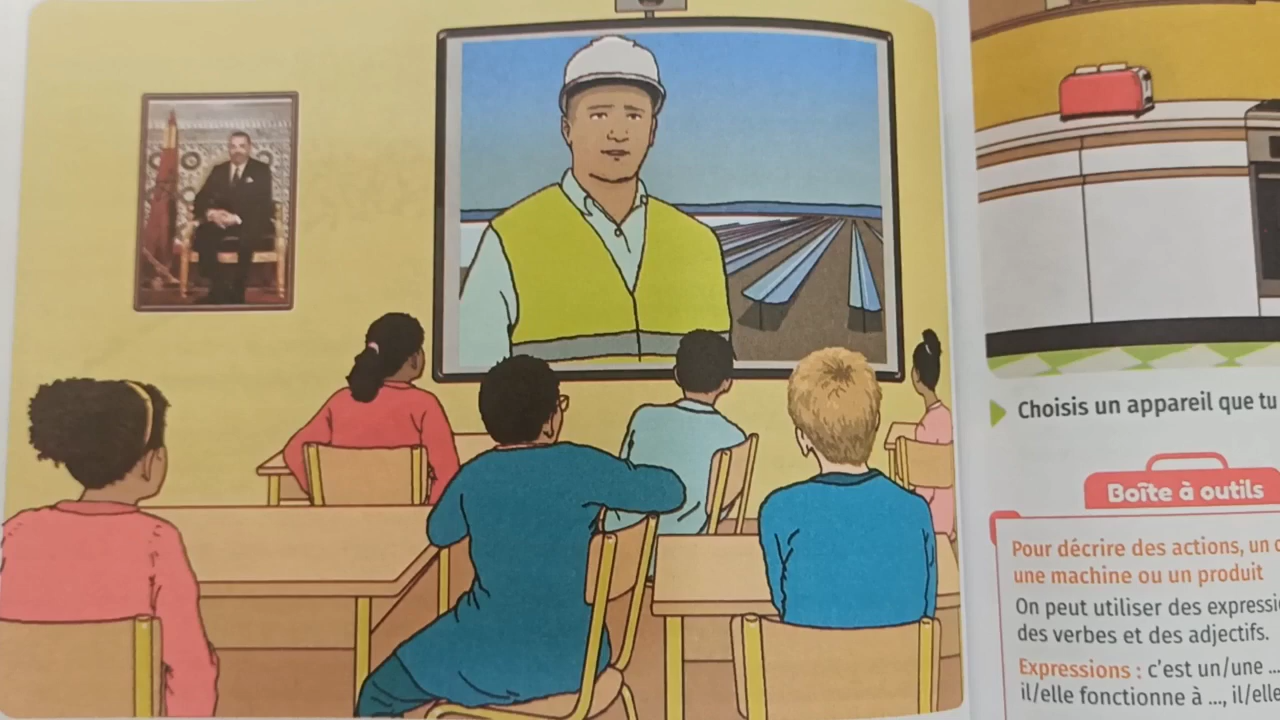 Choisis un appareil que tu
Boîte à outils
Pour décrire des actions, un
une machine ou un produit
On peut utiliser des
des verbes et des adjectifs.
Expressions : c'est un/une ...
il/elle fonctionne à ..., il/elle